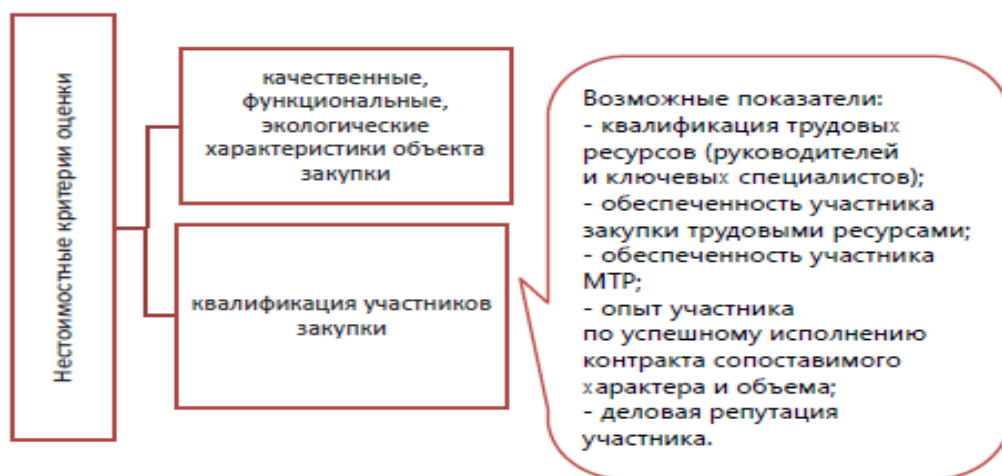 Нестоимостные критерии оценки
качественные,
функциональные,
экологические
характеристики объекта
закупки
квалификация участников
закупки
Возможные показатели:
- квалификация трудовых
ресурсов (руководителей
и ключевых специалистов);
- обеспеченность участника
закупки трудовыми ресурсами;
- обеспеченность участника
МТР;
- опыт участника
по успешному исполнению
контракта сопоставимого
характера и объема;
- деловая репутация
участника.